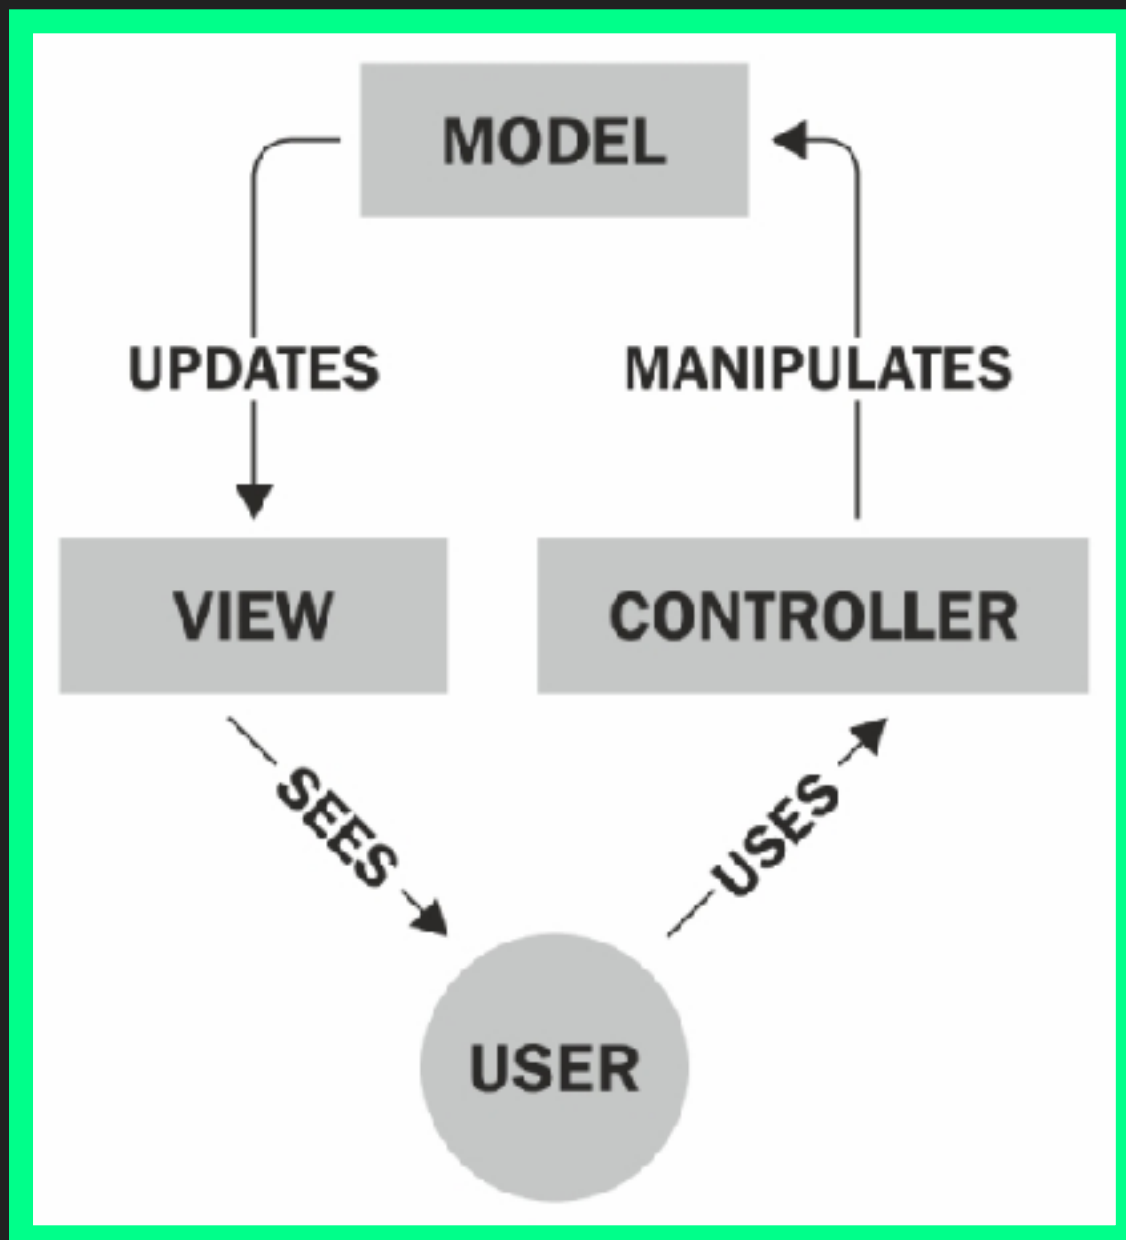 MODEL
UPDATES
MANIPULATES
VIEW
CONTROLLER
SEES
USES
USER